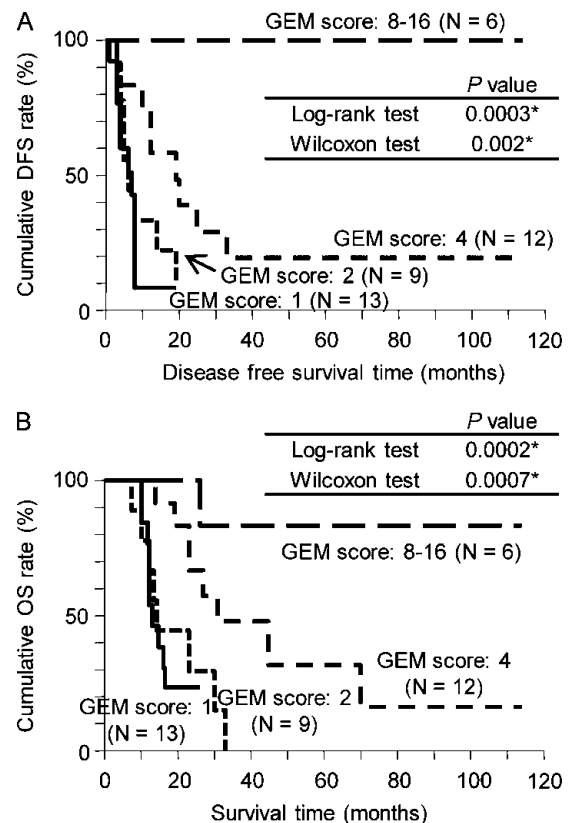 A
GEM score: 8-16 (N = 6)
P value
Log-rank test 0.0003*
Wilcoxon test 0.002*
GEM score: 4 (N = 12)
GEM score: 2 (N = 9)
GEM score: 1 (N = 13)
Cumulative DFS rate (%)
100
50
0
0 20 40 60 80 100 120
Disease free survival time (months)
B
P value
Log-rank test 0.0002*
Wilcoxon test 0.0007*
GEM score: 8-16 (N = 6)
GEM score: 4
(N = 12)
GEM score: 2
(N = 9)
GEM score: 1
(N = 13)
Cumulative OS rate (%)
100
50
0
0 20 40 60 80 100 120
Survival time (months)